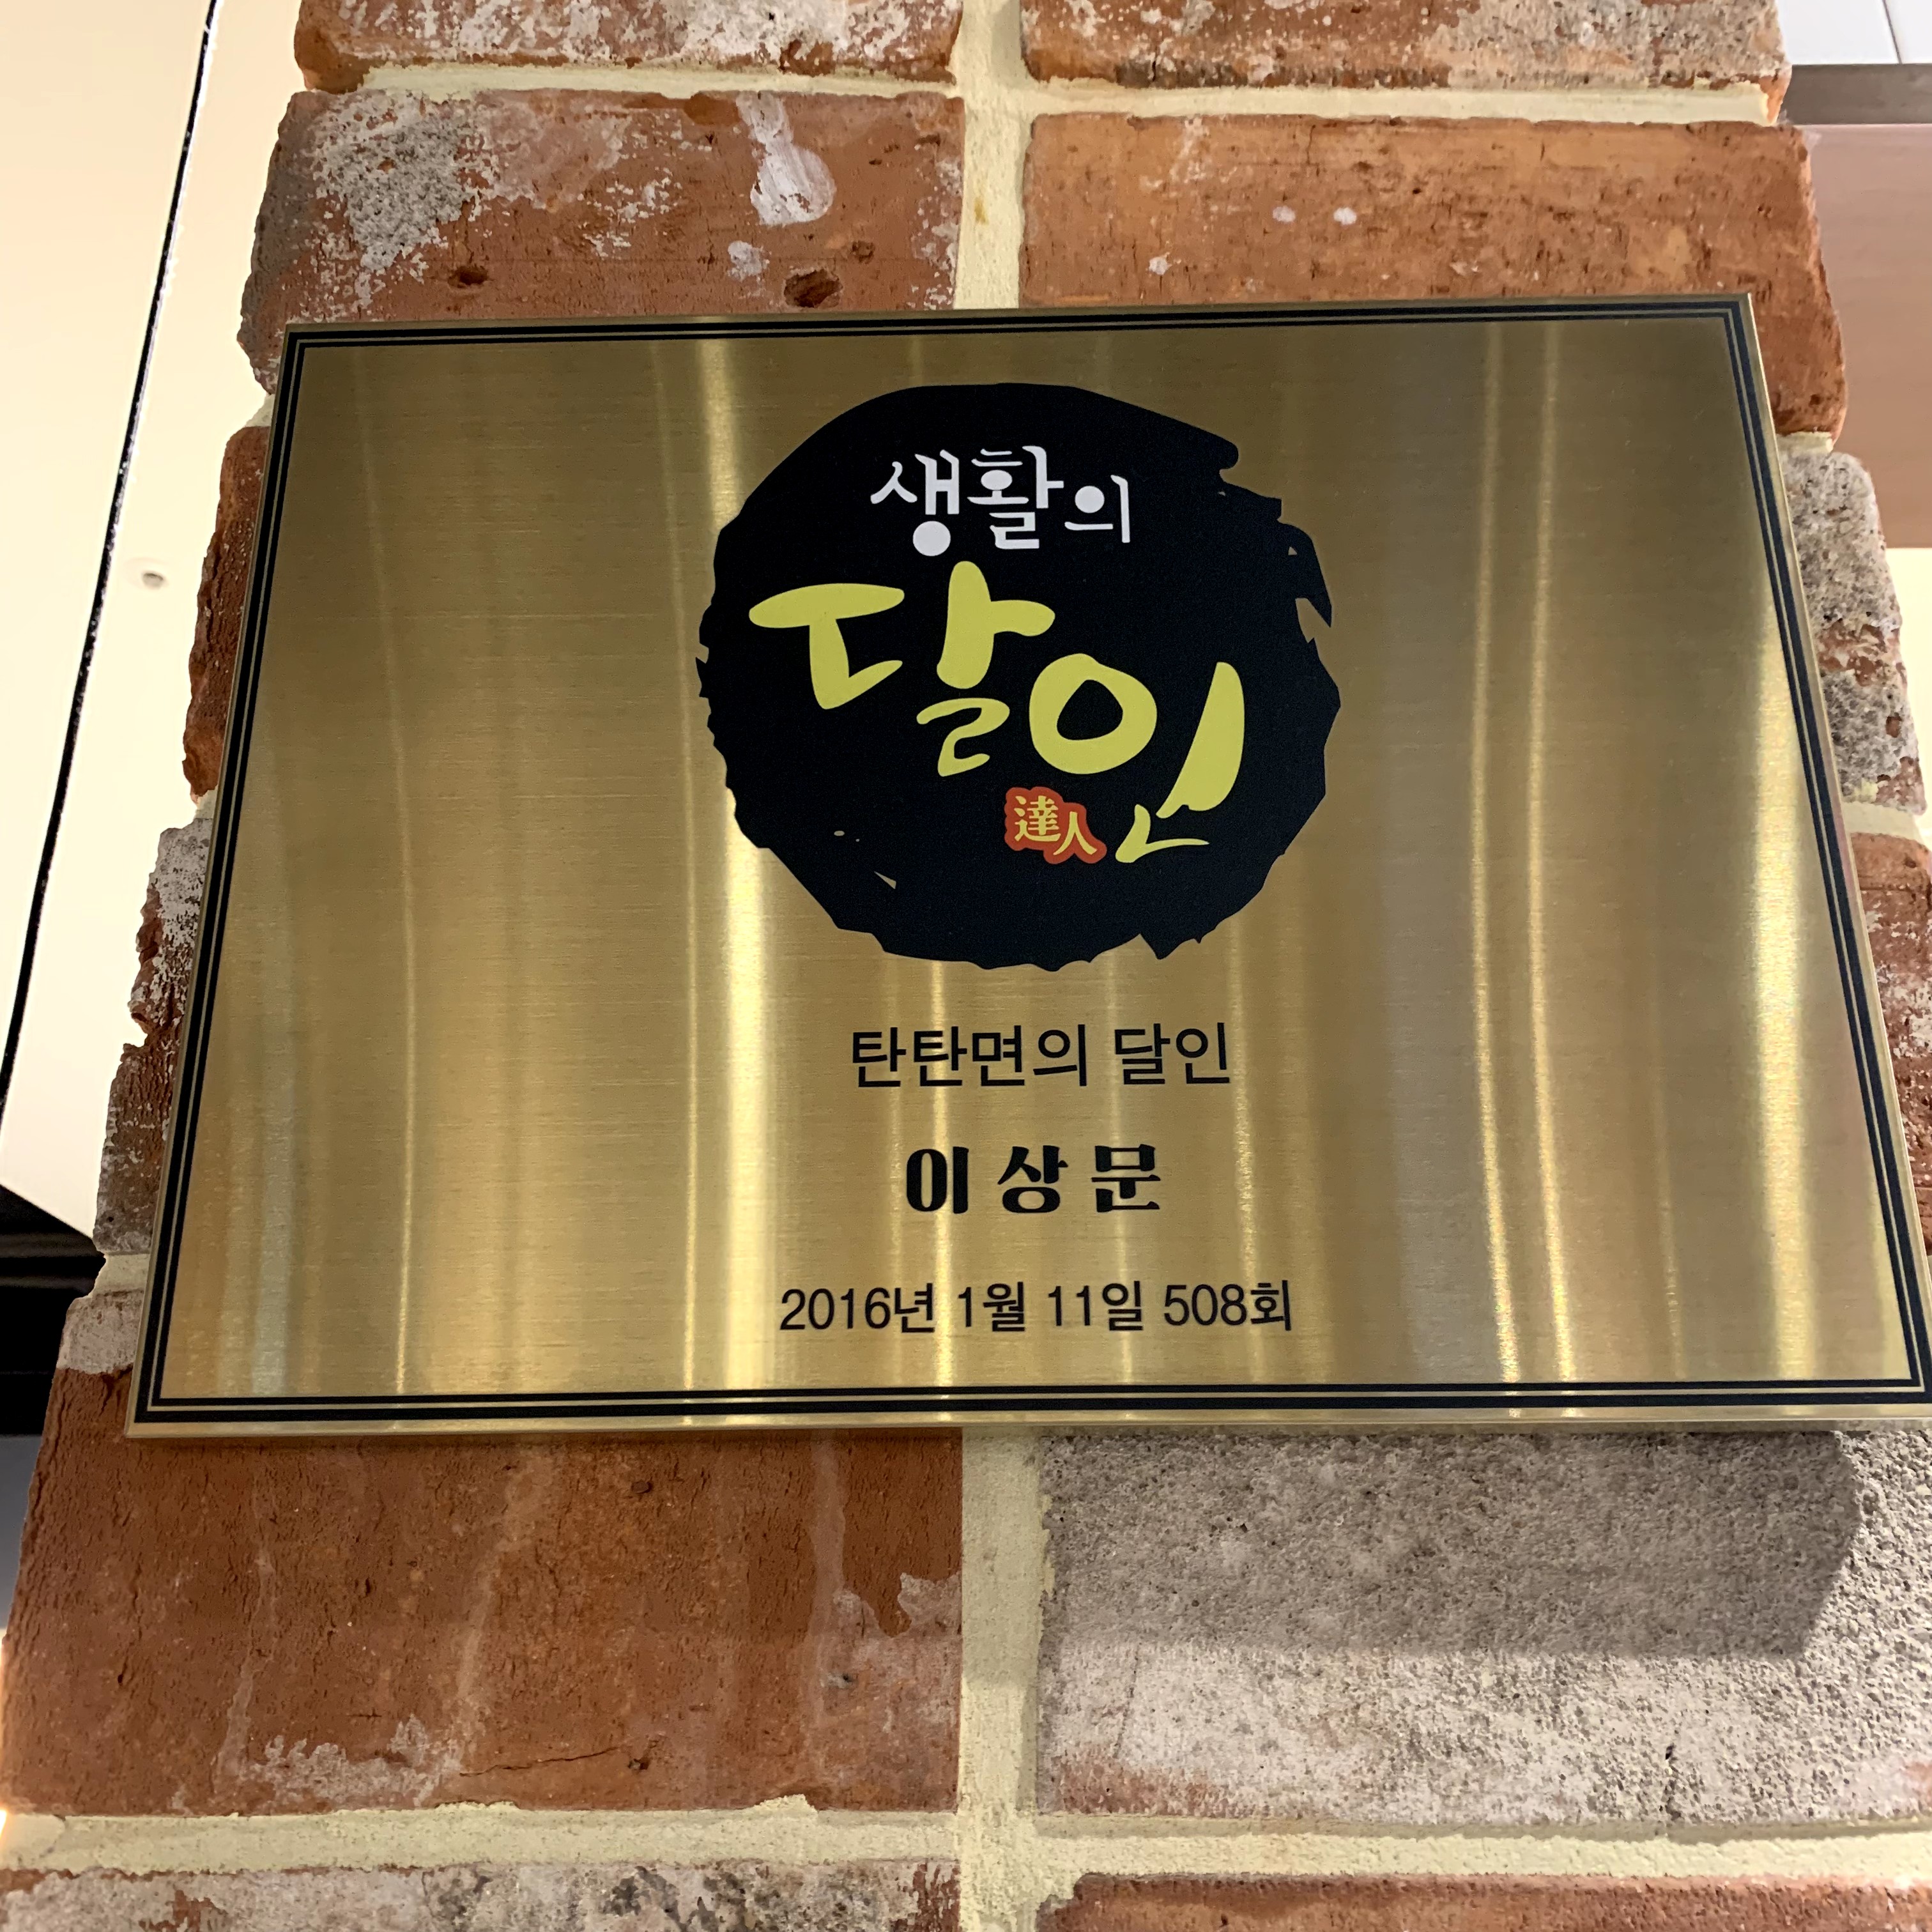 생활의
달인
達人
탄탄면의 달인
이상문
2016년 1월 11일 508회